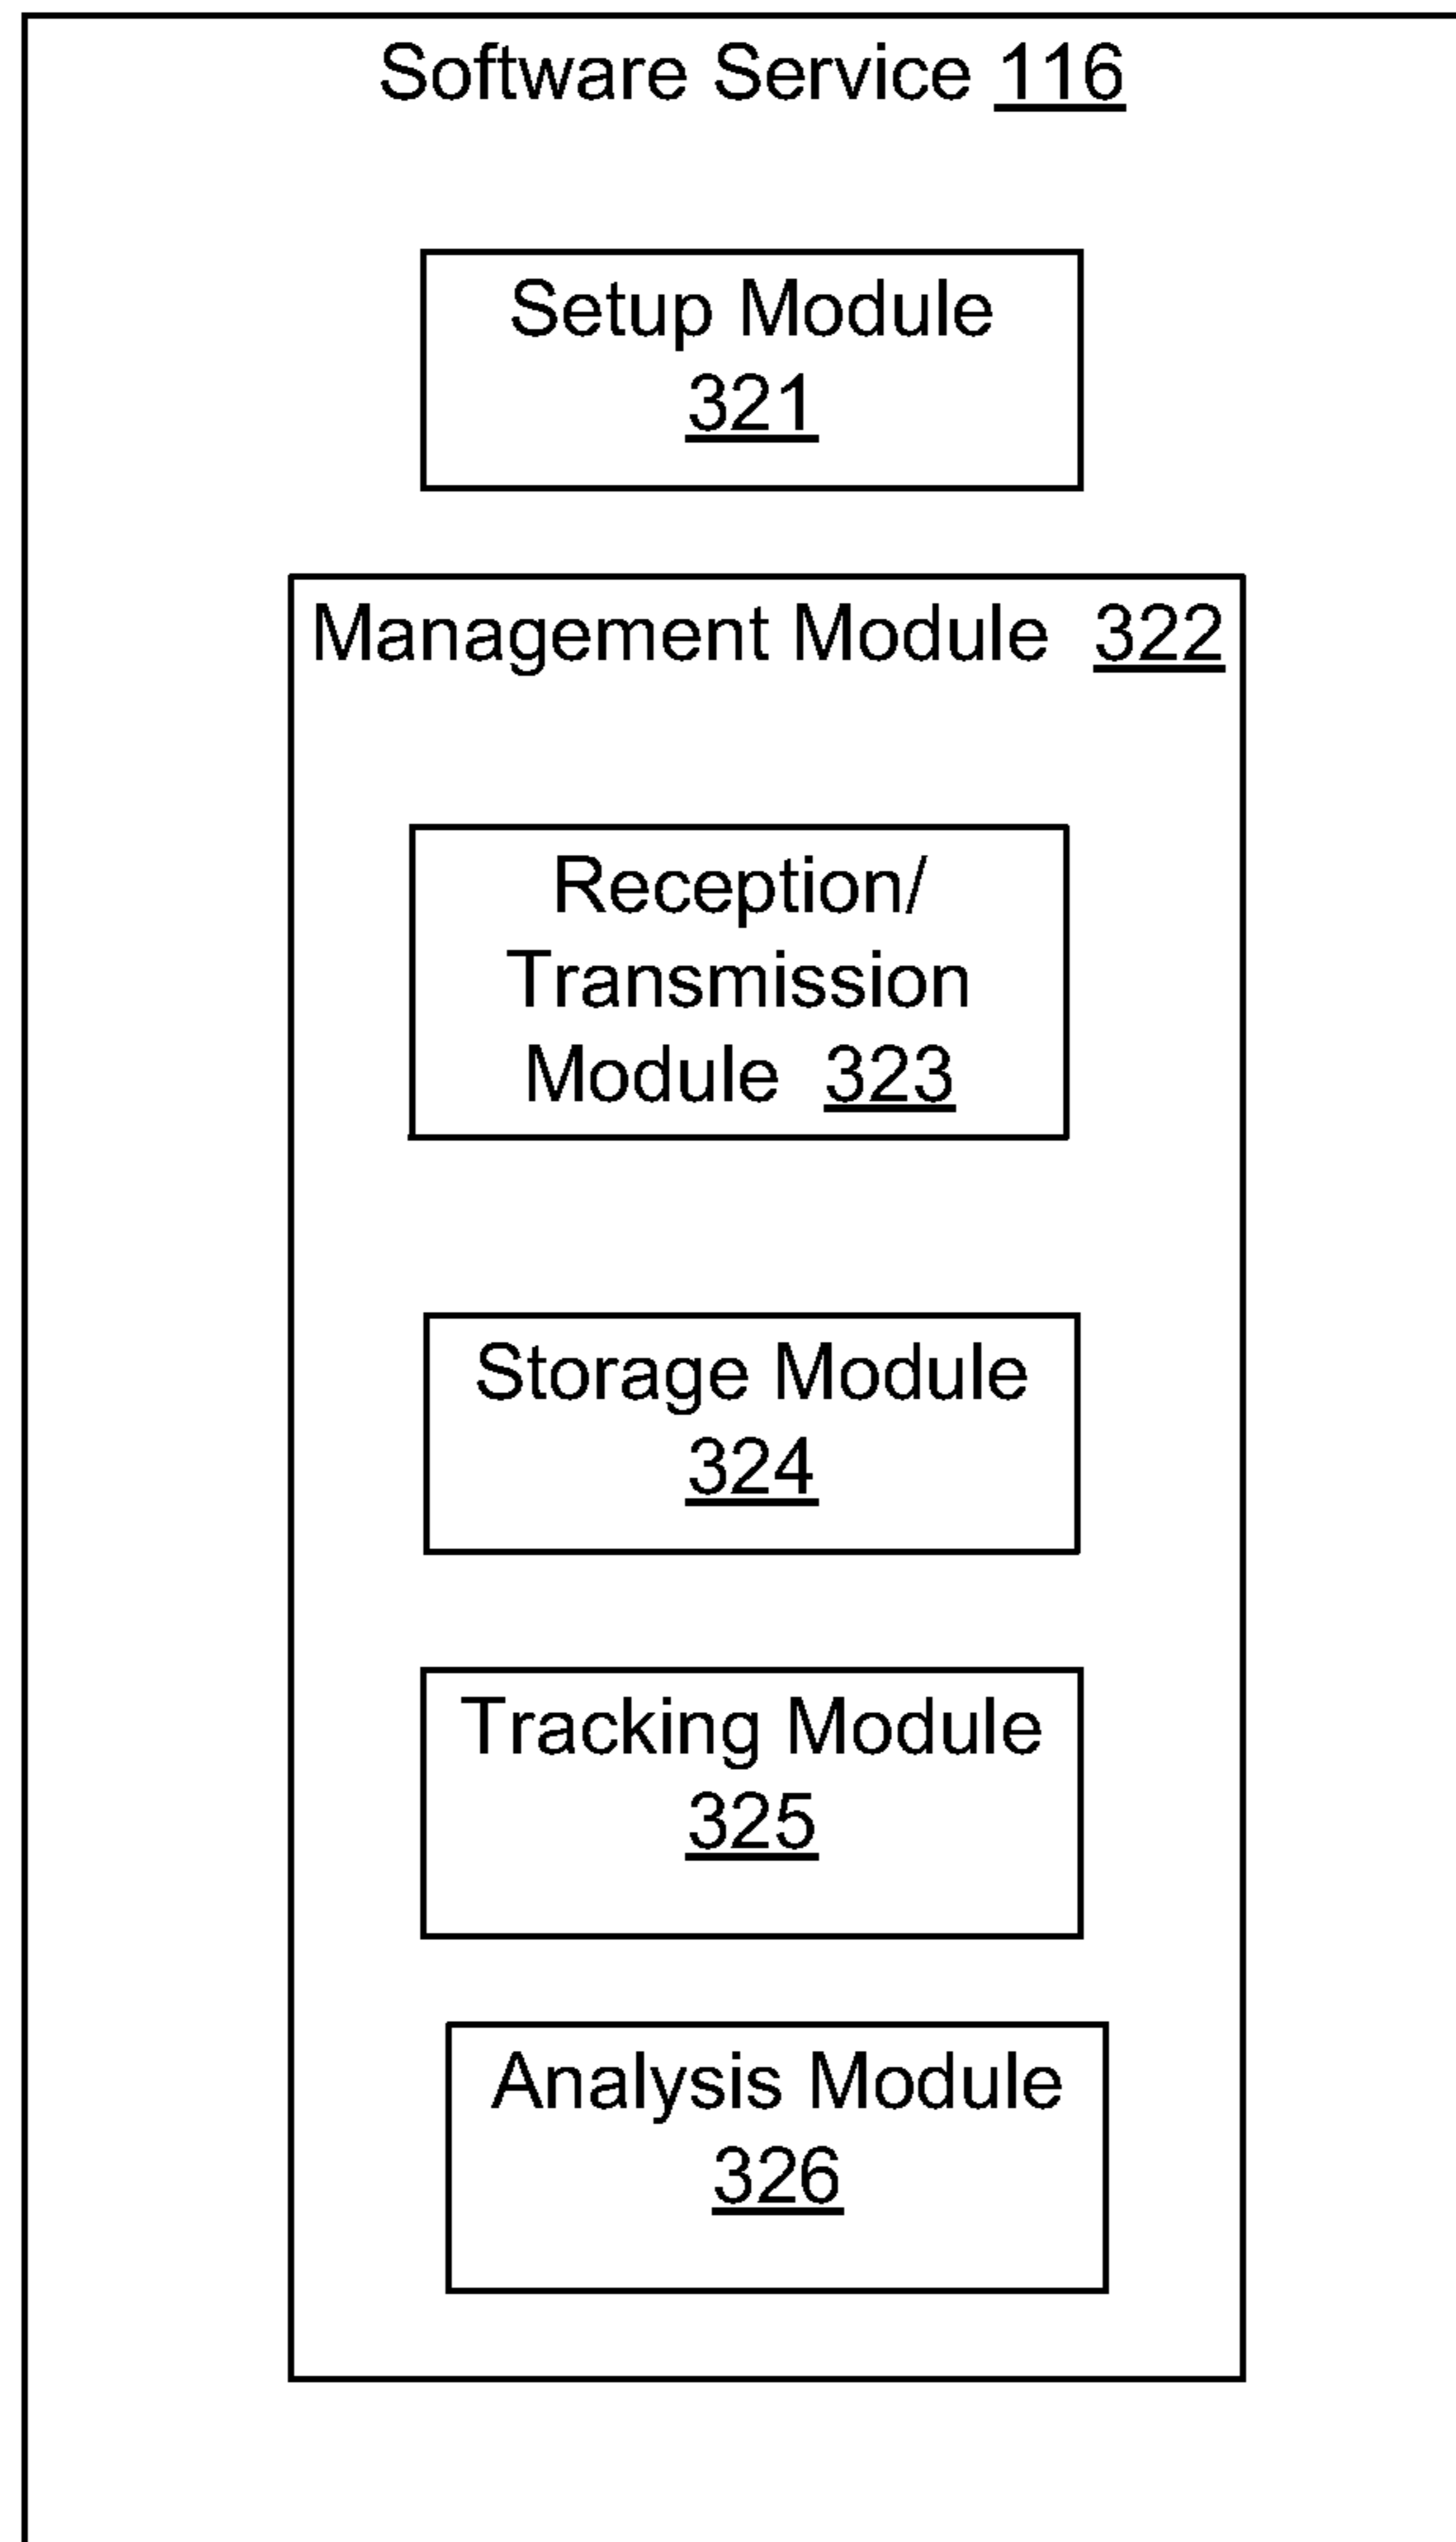 Software Service 116
Setup Module
321
Management Module 322
Reception/
Transmission
Module 323
Storage Module
324
Tracking Module
325
Analysis Module
326